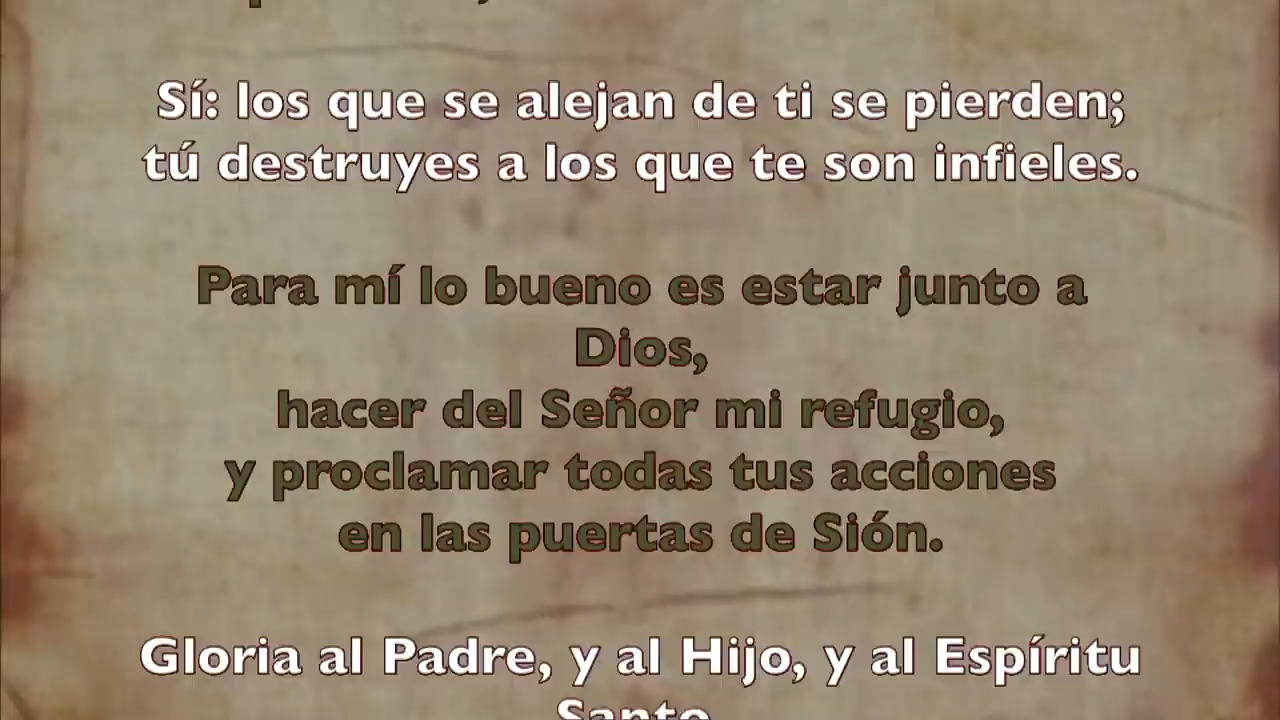 Sí: los que se alejan de ti se pierden;
tú destruyes a los que te son infieles.
Para mí lo bueno es estar junto a
Dios,
hacer del Señor mi refugio,
y proclamar todas tus acciones
en las puertas de Sión.
Gloria al Padre, y al Hijo, y al Espíritu
Santo.